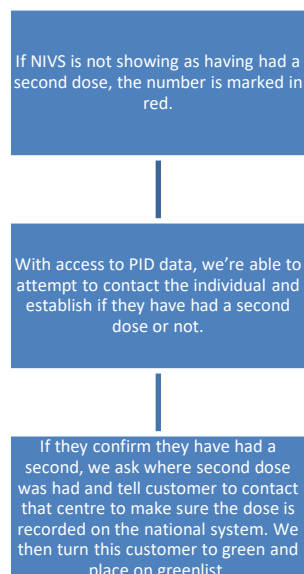 If NIVS is not showing as having had a
second dose, the number is marked in
red.
With access to PID data, we’re able to
attempt to contact the individual and
establish if they have had a second
dose or not.
If they confirm they have had a
second, we ask where second dose
was had and tell customer to contact
that centre to make sure the dose is
recorded on the national system. We
then turn this customer to green and
place on greenlist